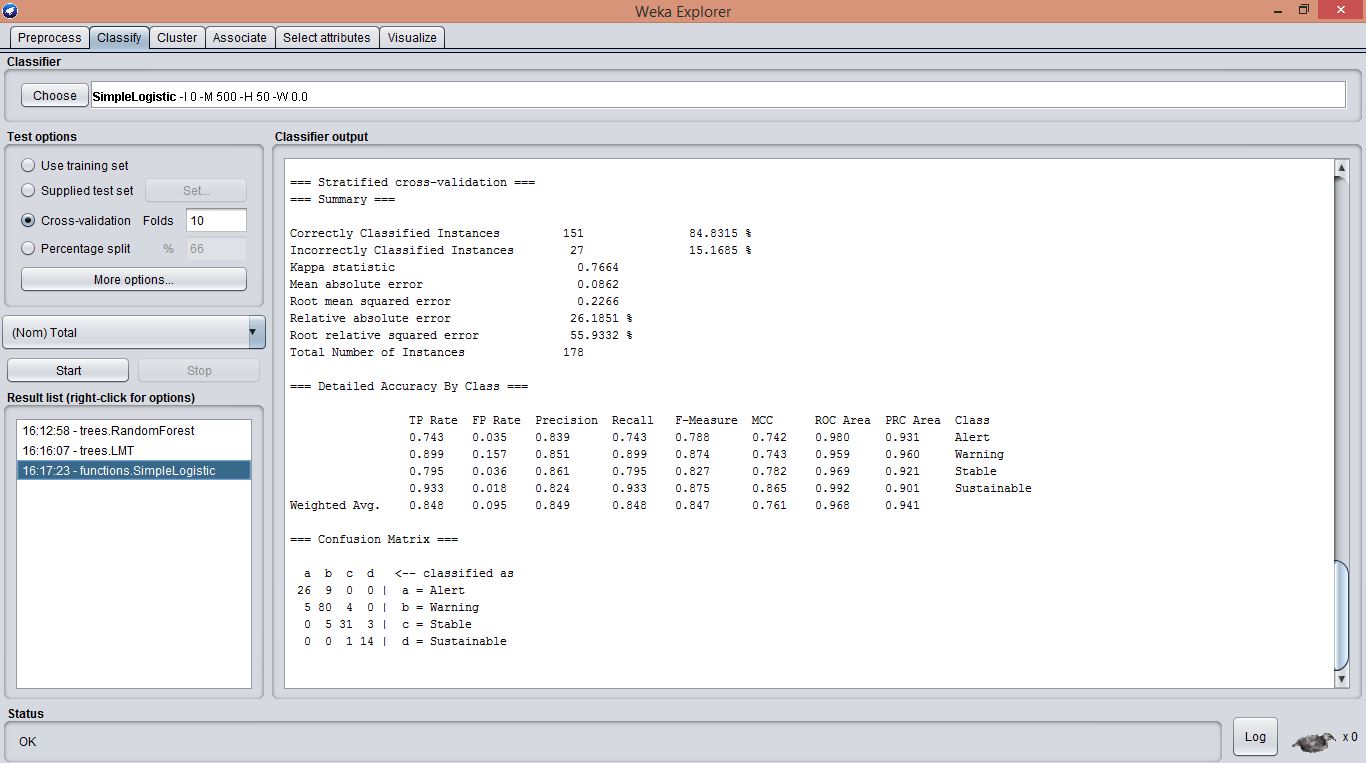 Weka Explorer
Preprocess Classify Cluster Associate Select attributes Visualize
Classifier
Choose SimpleLogistic -I 0 -M 500 -H 50 -W 0.0
Test options
Use training set
Supplied test set Set...
Cross-validation Folds 10
Percentage split % 66
More options...
(Nom) Total
Start Stop
Result list (right-click for options)
16:12:58 - trees.RandomForest
16:16:07 - trees.LMT
16:17:23 - functions.SimpleLogistic
Classifier output
=== Stratified cross-validation ===
=== Summary ===
Correctly Classified Instances 151 84.8315 %
Incorrectly Classified Instances 27 15.1685 %
Kappa statistic 0.7664
Mean absolute error 0.0862
Root mean squared error 0.2266
Relative absolute error 26.1851 %
Root relative squared error 55.9332 %
Total Number of Instances 178
=== Detailed Accuracy By Class ===
TP Rate FP Rate Precision Recall F-Measure MCC ROC Area PRC Area Class
0.743 0.035 0.839 0.743 0.788 0.742 0.980 0.931 Alert
0.899 0.157 0.851 0.899 0.874 0.743 0.959 0.960 Warning
0.795 0.036 0.861 0.795 0.827 0.782 0.969 0.921 Stable
0.933 0.018 0.824 0.933 0.875 0.865 0.992 0.901 Sustainable
Weighted Avg. 0.848 0.095 0.849 0.848 0.847 0.761 0.968 0.941
=== Confusion Matrix ===
a b c d <-- classified as
26 9 0 0 | a = Alert
5 80 4 0 | b = Warning
0 5 31 3 | c = Stable
0 0 1 14 | d = Sustainable
Status
OK
Log
x 0